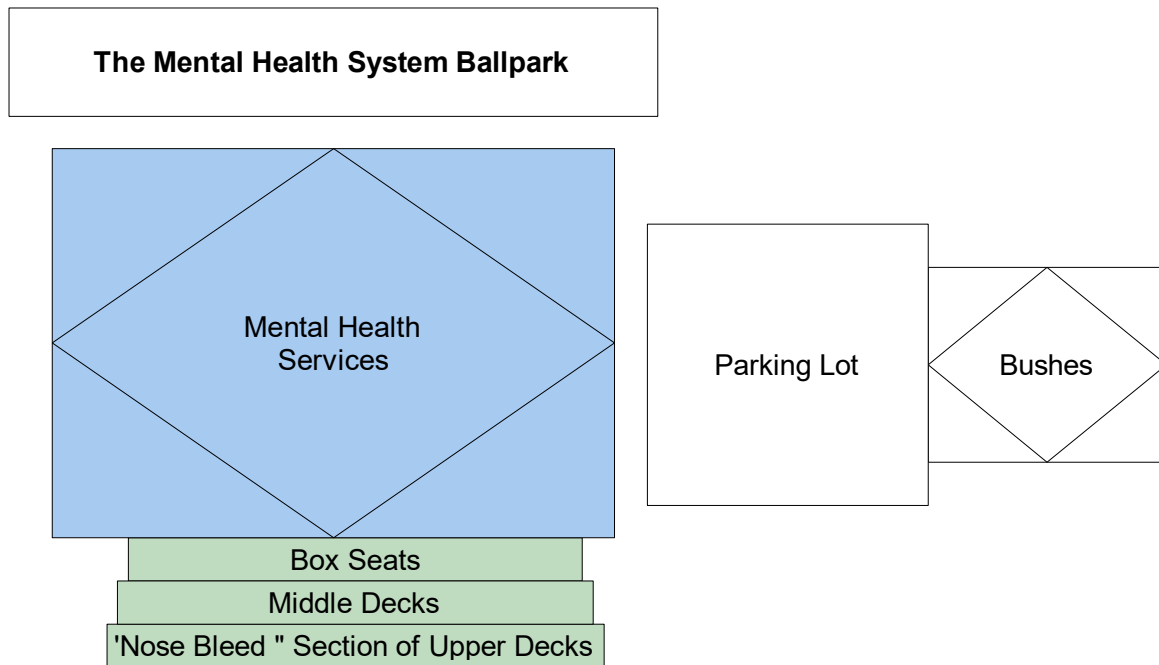 The Mental Health System Ballpark
Mental Health
Services
Parking Lot
Bushes
Box Seats
Middle Decks
'Nose Bleed " Section of Upper Decks